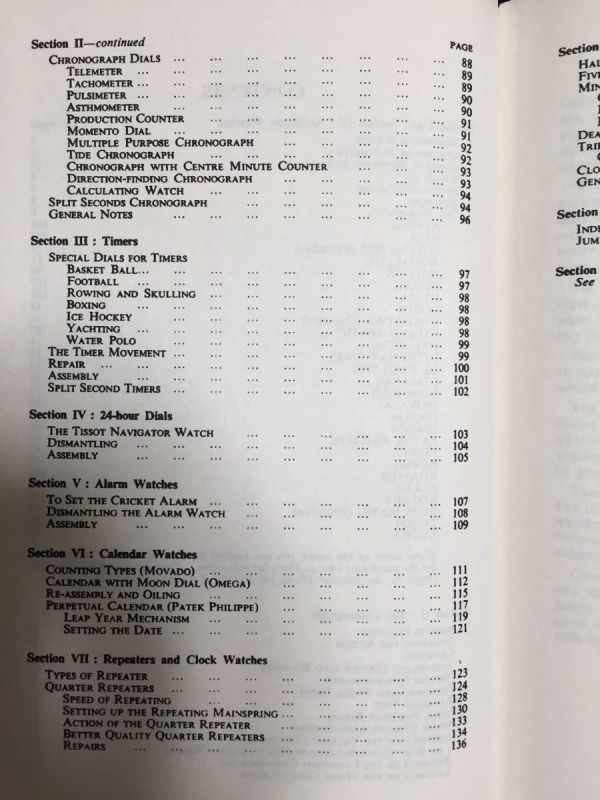 Section II—continued PAGE
CHRONOGRAPH DIALS ... ... ... ... ... ... ... 88
TELEMETER ... ... ... ... ... ... ... 89
TACHOMETER ... ... ... ... ... ... ... 89
PULSIMETER ... ... ... ... ... ... ... 90
ASTHMOMETER ... ... ... ... ... ... 90
PRODUCTION COUNTER ... ... ... ... ... 91
MOMENTO DIAL ... ... ... ... ... ... 91
MULTIPLE PURPOSE CHRONOGRAPH ... ... ... ... 92
TIDE CHRONOGRAPH ... ... ... ... ... ... 92
CHRONOGRAPH WITH CENTRE MINUTE COUNTER ... ... ... 93
DIRECTION-FINDING CHRONOGRAPH ... ... ... ... 93
CALCULATING WATCH ... ... ... ... ... ... 94
SPLIT SECONDS CHRONOGRAPH ... ... ... ... ... 94
GENERAL NOTES ... ... ... ... ... ... ... 96
Section III : Timers
SPECIAL DIALS FOR TIMERS
BASKET BALL... ... ... ... ... ... ... 97
FOOTBALL ... ... ... ... ... ... ... 97
ROWING AND SKULLING ... ... ... ... ... 98
BOXING ... ... ... ... ... ... ... 98
ICE HOCKEY ... ... ... ... ... ... ... 98
YACHTING ... ... ... ... ... ... ... 98
WATER POLO ... ... ... ... ... ... ... 99
THE TIMER MOVEMENT ... ... ... ... ... ... ... 99
REPAIR ... ... ... ... ... ... ... ... 100
ASSEMBLY ... ... ... ... ... ... ... ... 101
SPLIT SECOND TIMERS ... ... ... ... ... ... ... 102
Section IV : 24-hour Dials
THE TISSOT NAVIGATOR WATCH ... ... ... ... ... 103
DISMANTLING ... ... ... ... ... ... ... 104
ASSEMBLY ... ... ... ... ... ... ... ... 105
Section V : Alarm Watches
TO SET THE CRICKET ALARM ... ... ... ... ... ... 107
DISMANTLING THE ALARM WATCH ... ... ... ... ... 108
ASSEMBLY ... ... ... ... ... ... ... ... 109
Section VI : Calendar Watches
COUNTING TYPES (MOVADO) ... ... ... ... ... ... 111
CALENDAR WITH MOON DIAL (OMEGA) ... ... ... ... 112
RE-ASSEMBLY AND OILING ... ... ... ... ... ... 115
PERPETUAL CALENDAR (PATEK PHILIPPE) ... ... ... ... 117
LEAP YEAR MECHANISM ... ... ... ... ... ... 119
SETTING THE DATE ... ... ... ... ... ... ... 121
Section VII : Repeaters and Clock Watches
TYPES OF REPEATER ... ... ... ... ... ... ... 123
QUARTER REPEATERS ... ... ... ... ... ... ... 124
SPEED OF REPEATING ... ... ... ... ... ... 128
SETTING UP THE REPEATING MAINSPRING ... ... ... ... 130
ACTION OF THE QUARTER REPEATER ... ... ... ... 133
BETTER QUALITY QUARTER REPEATERS ... ... ... ... 134
REPAIRS ... ... ... ... ... ... ... 136
Section
Section
Section
See